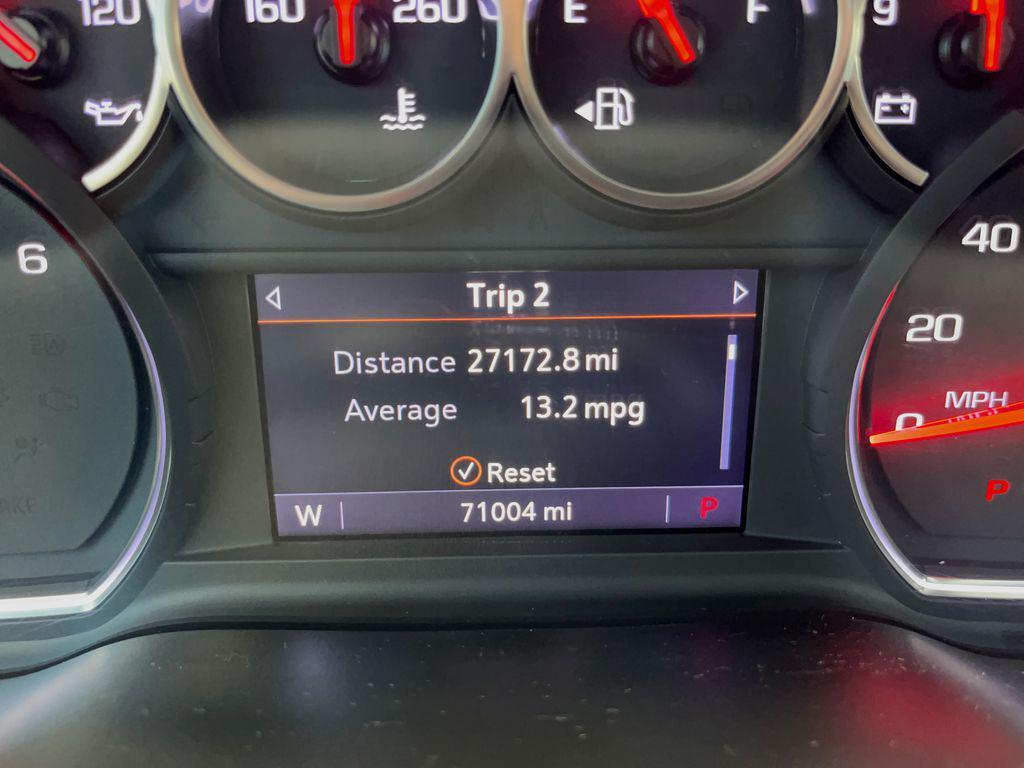 120
160 260
E F
9
6
40
20
MPH
0
P
Trip 2
Distance 27172.8 mi
Average 13.2 mpg
Reset
W 71004 mi P